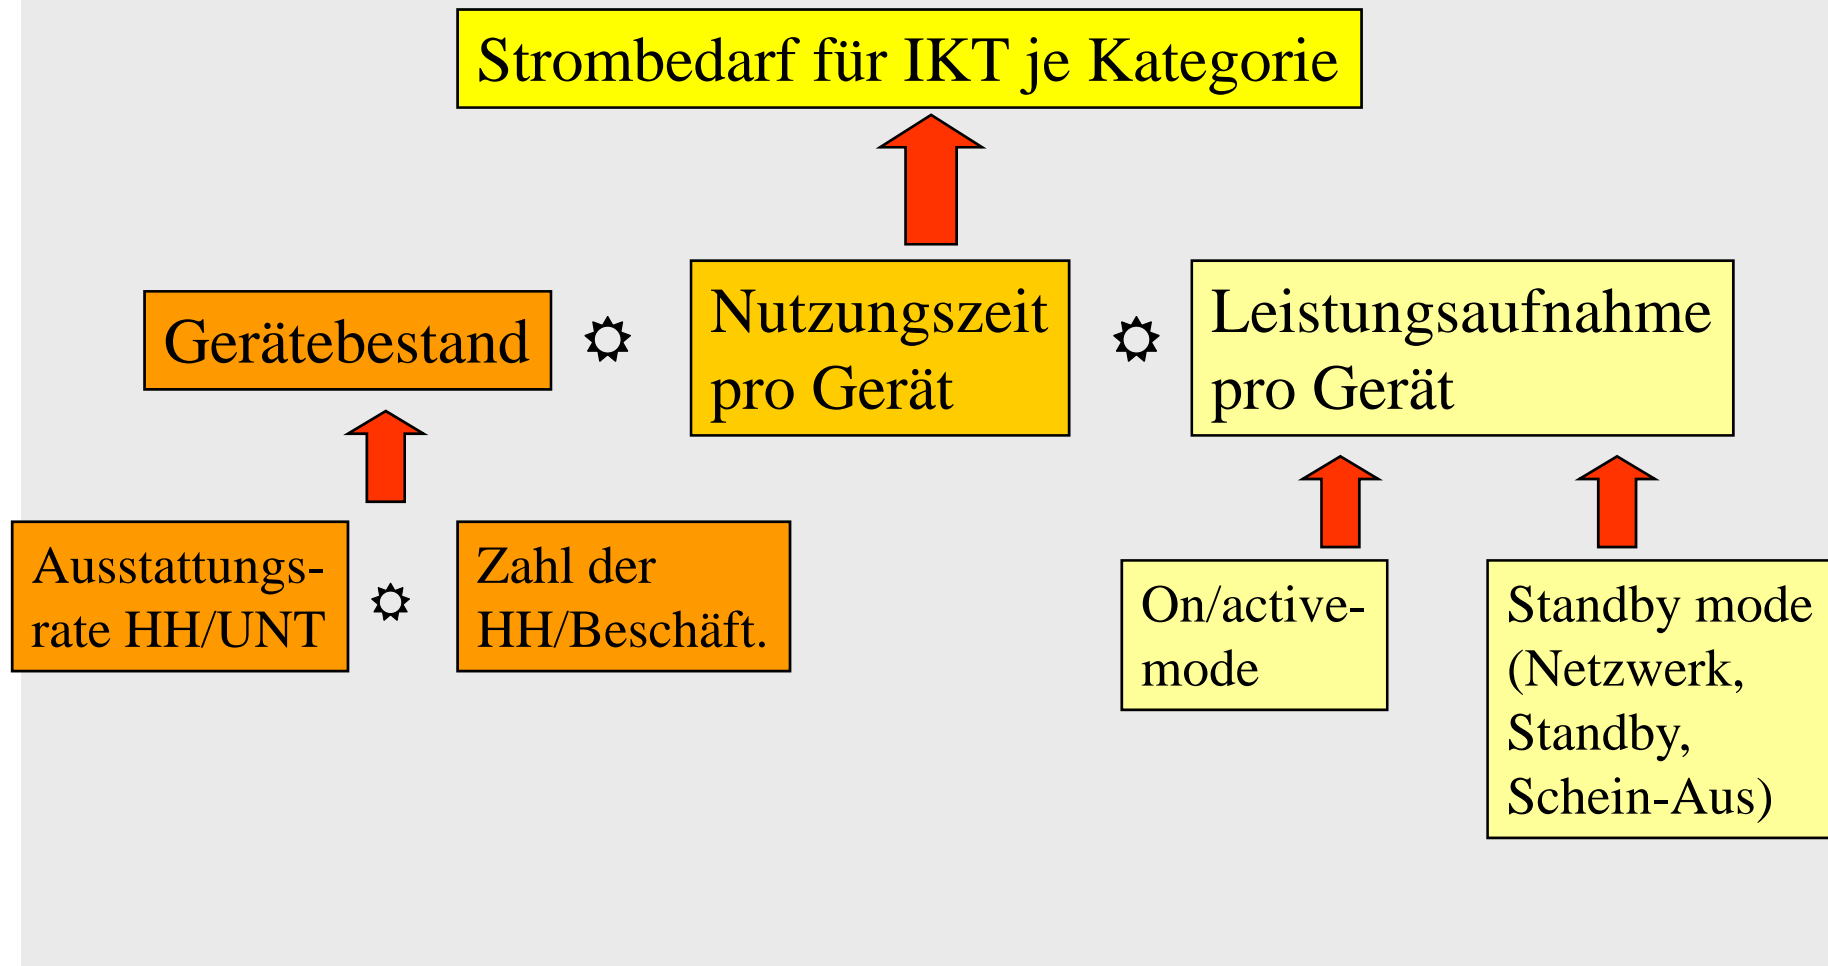 Strombedarf für IKT je Kategorie
Gerätebestand
Nutzungszeit
pro Gerät
Leistungsaufnahme
pro Gerät
Ausstattungs-
rate HH/UNT
Zahl der
HH/Beschäft.
On/active-
mode
Standby mode
(Netzwerk,
Standby,
Schein-Aus)